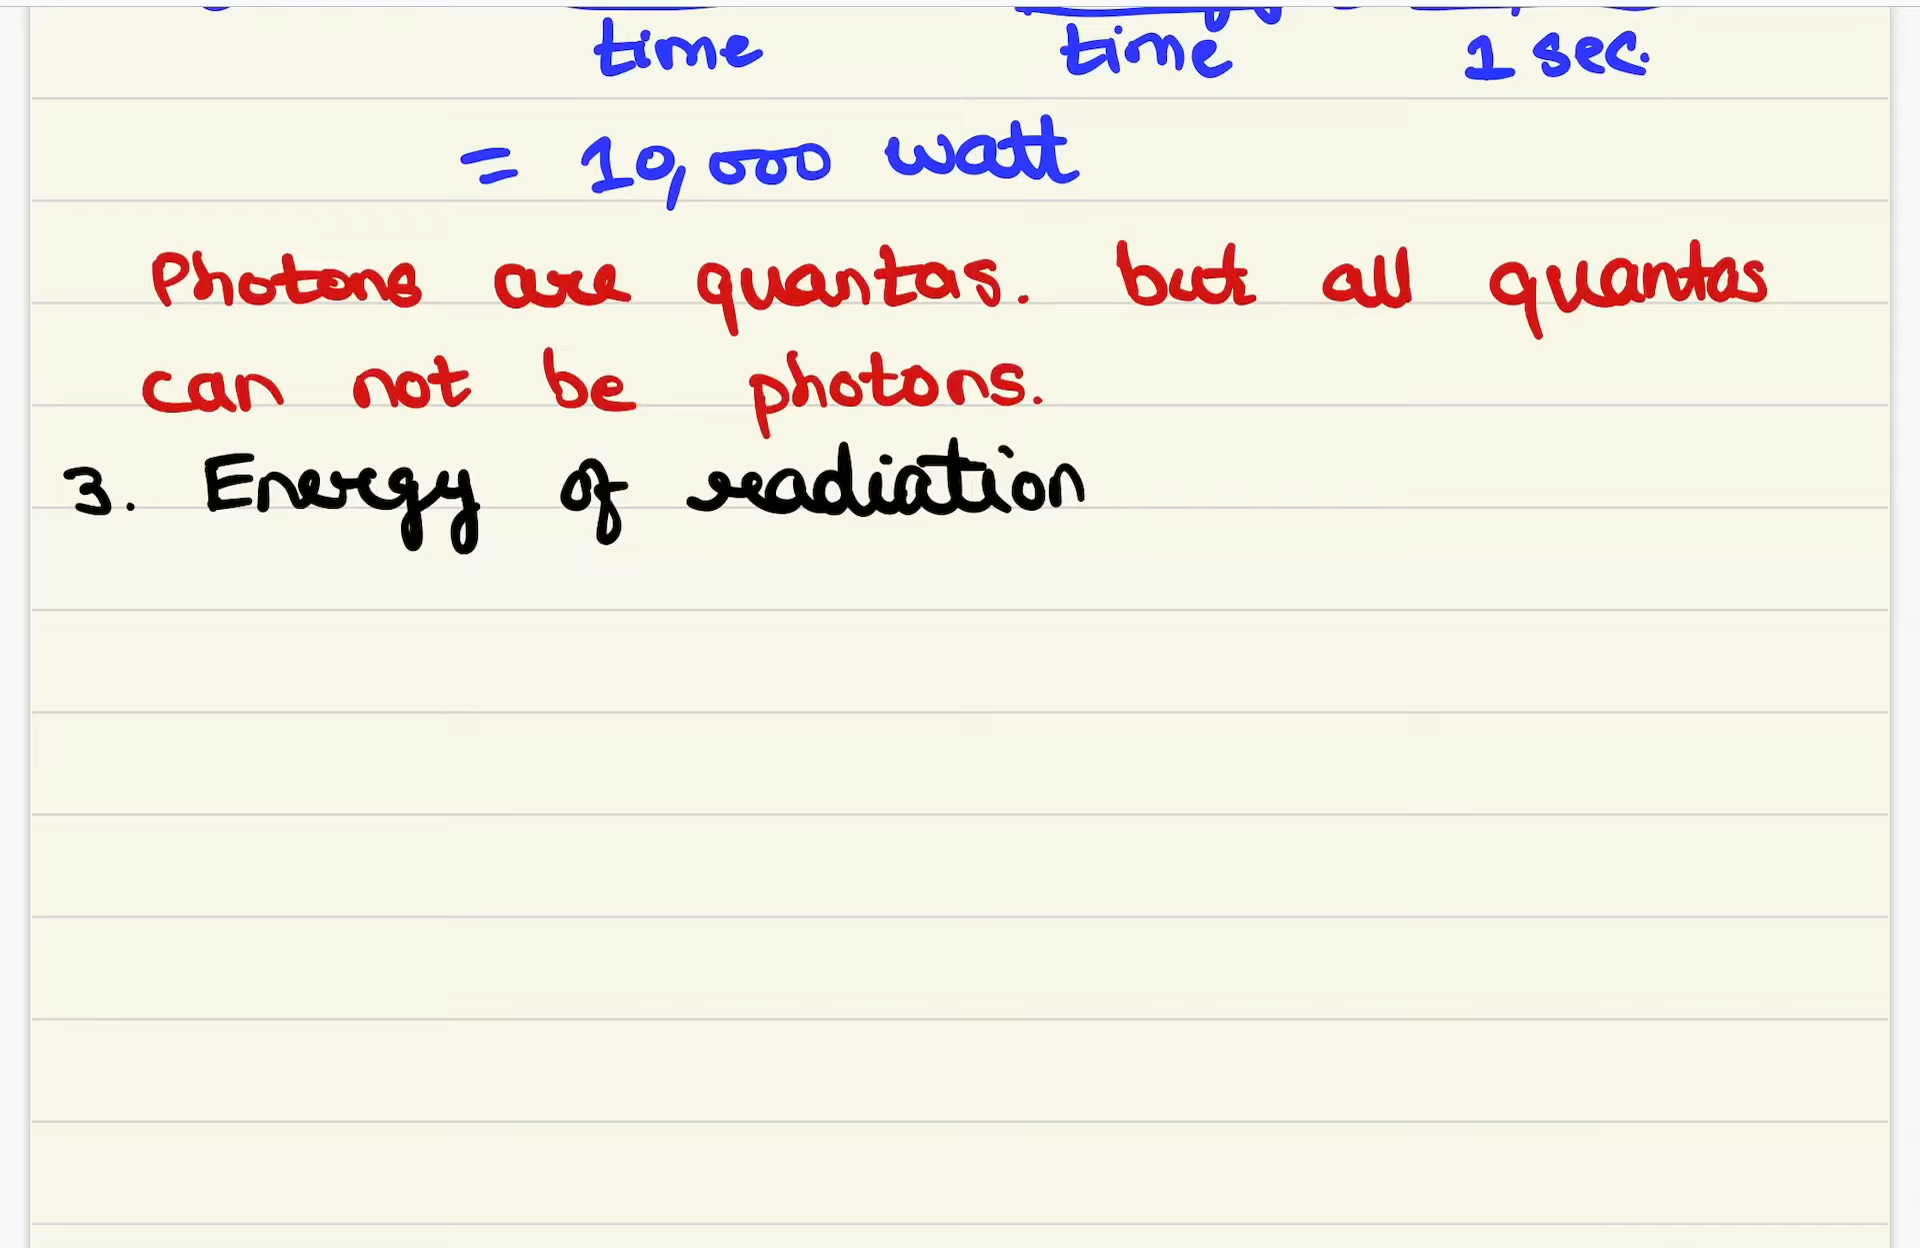 time time 1 sec.
= 10,000 watt
Photons are quantas. but all quantas
can not be photons.
3. Energy of radiation